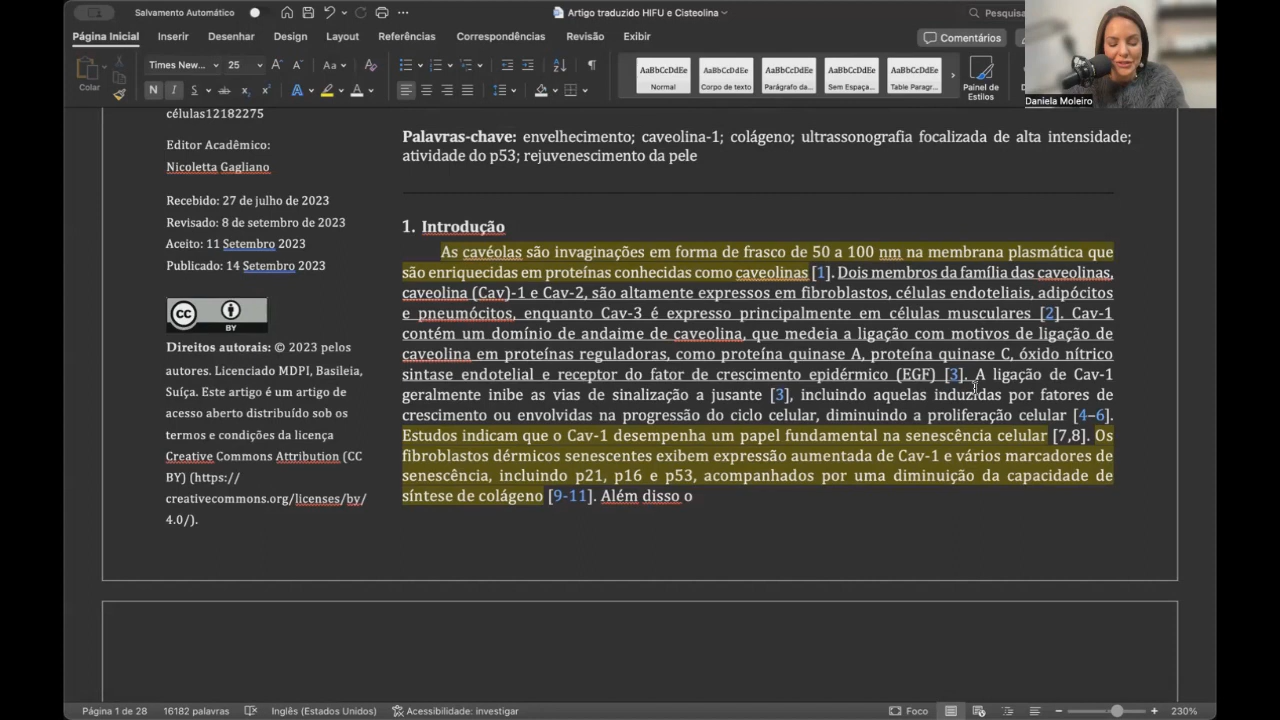 Salvamento Automático
Artigo traduzido HIFU e Cisteolina
Pesquisa
Página Inicial Inserir Desenhar Design Layout Referências Correspondências Revisão Exibir
Comentários
Colar
Times New... 25
AaBbCcDdEe AaBbCcDdEe AaBbCcDdEe AaBbCcDdEe AaBbCcDdEe
Normal Corpo de texto Parágrafo da... Sem Espaça... Table Paragr...
Painel de
Estilos
Daniela Moleiro
células12182275
Editor Acadêmico:
Nicoletta Gagliano
Recebido: 27 de julho de 2023
Revisado: 8 de setembro de 2023
Aceito: 11 Setembro 2023
Publicado: 14 Setembro 2023
CC BY
Direitos autorais: © 2023 pelos
autores. Licenciado MDPI, Basileia,
Suíça. Este artigo é um artigo de
acesso aberto distribuído sob os
termos e condições da licença
Creative Commons Attribution (CC
BY) (https://
creativecommons.org/licenses/by/
4.0/).
Palavras-chave: envelhecimento; caveolina-1; colágeno; ultrassonografia focalizada de alta intensidade;
atividade do p53; rejuvenescimento da pele
1. Introdução
As cavéolas são invaginações em forma de frasco de 50 a 100 nm na membrana plasmática que
são enriquecidas em proteínas conhecidas como caveolinas [1]. Dois membros da família das caveolinas,
caveolina (Cav)-1 e Cav-2, são altamente expressos em fibroblastos, células endoteliais, adipócitos
e pneumócitos, enquanto Cav-3 é expresso principalmente em células musculares [2]. Cav-1
contém um domínio de andaime de caveolina, que medeia a ligação com motivos de ligação de
caveolina em proteínas reguladoras, como proteína quinase A, proteína quinase C, óxido nítrico
sintase endotelial e receptor do fator de crescimento epidérmico (EGF) [3]. A ligação de Cav-1
geralmente inibe as vias de sinalização a jusante [3], incluindo aquelas induzidas por fatores de
crescimento ou envolvidas na progressão do ciclo celular, diminuindo a proliferação celular [4–6].
Estudos indicam que o Cav-1 desempenha um papel fundamental na senescência celular [7,8]. Os
fibroblastos dérmicos senescentes exibem expressão aumentada de Cav-1 e vários marcadores de
senescência, incluindo p21, p16 e p53, acompanhados por uma diminuição da capacidade de
síntese de colágeno [9-11]. Além disso o
Página 1 de 28 16182 palavras Inglês (Estados Unidos) Acessibilidade: investigar Foco 230%